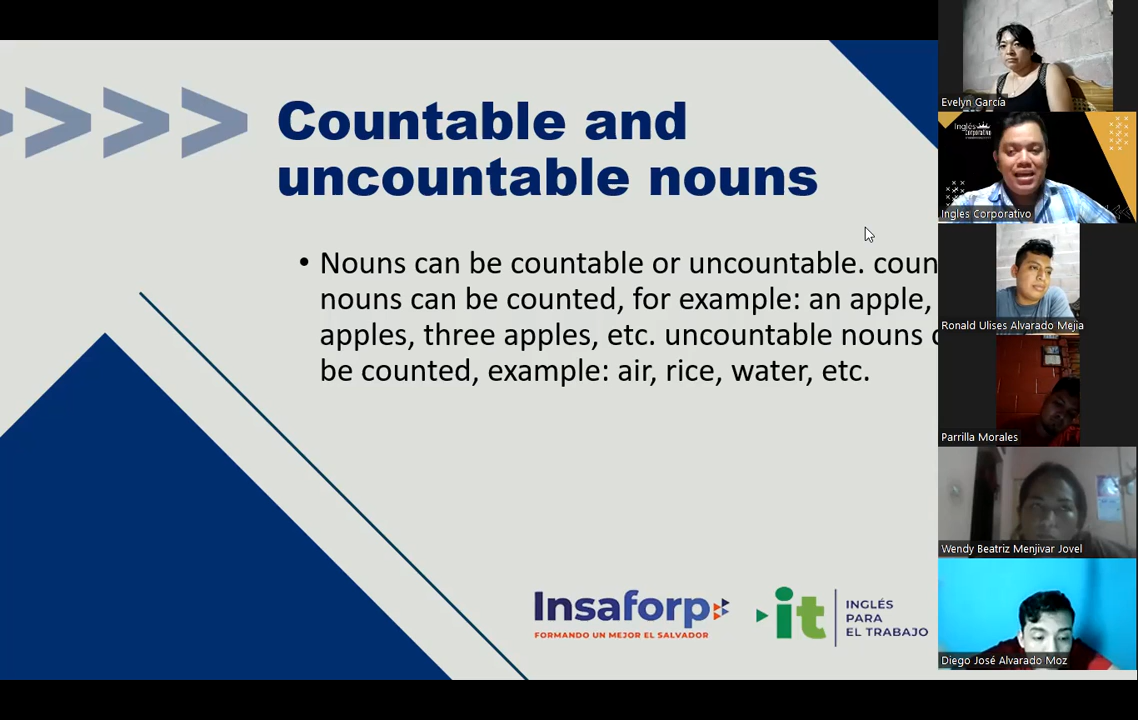 Countable and
uncountable nouns
• Nouns can be countable or uncountable. coun
nouns can be counted, for example: an apple,
apples, three apples, etc. uncountable nouns
be counted, example: air, rice, water, etc.
Insaforp
FORMANDO UN MEJOR EL SALVADOR
it
INGLÉS
PARA
EL TRABAJO
Evelyn García
Inglés
Corporativo
Ingles Corporativo
Ronald Ulises Alvarado Mejia
Parrilla Morales
Wendy Beatriz Menjivar Jovel
Diego José Alvarado Moz